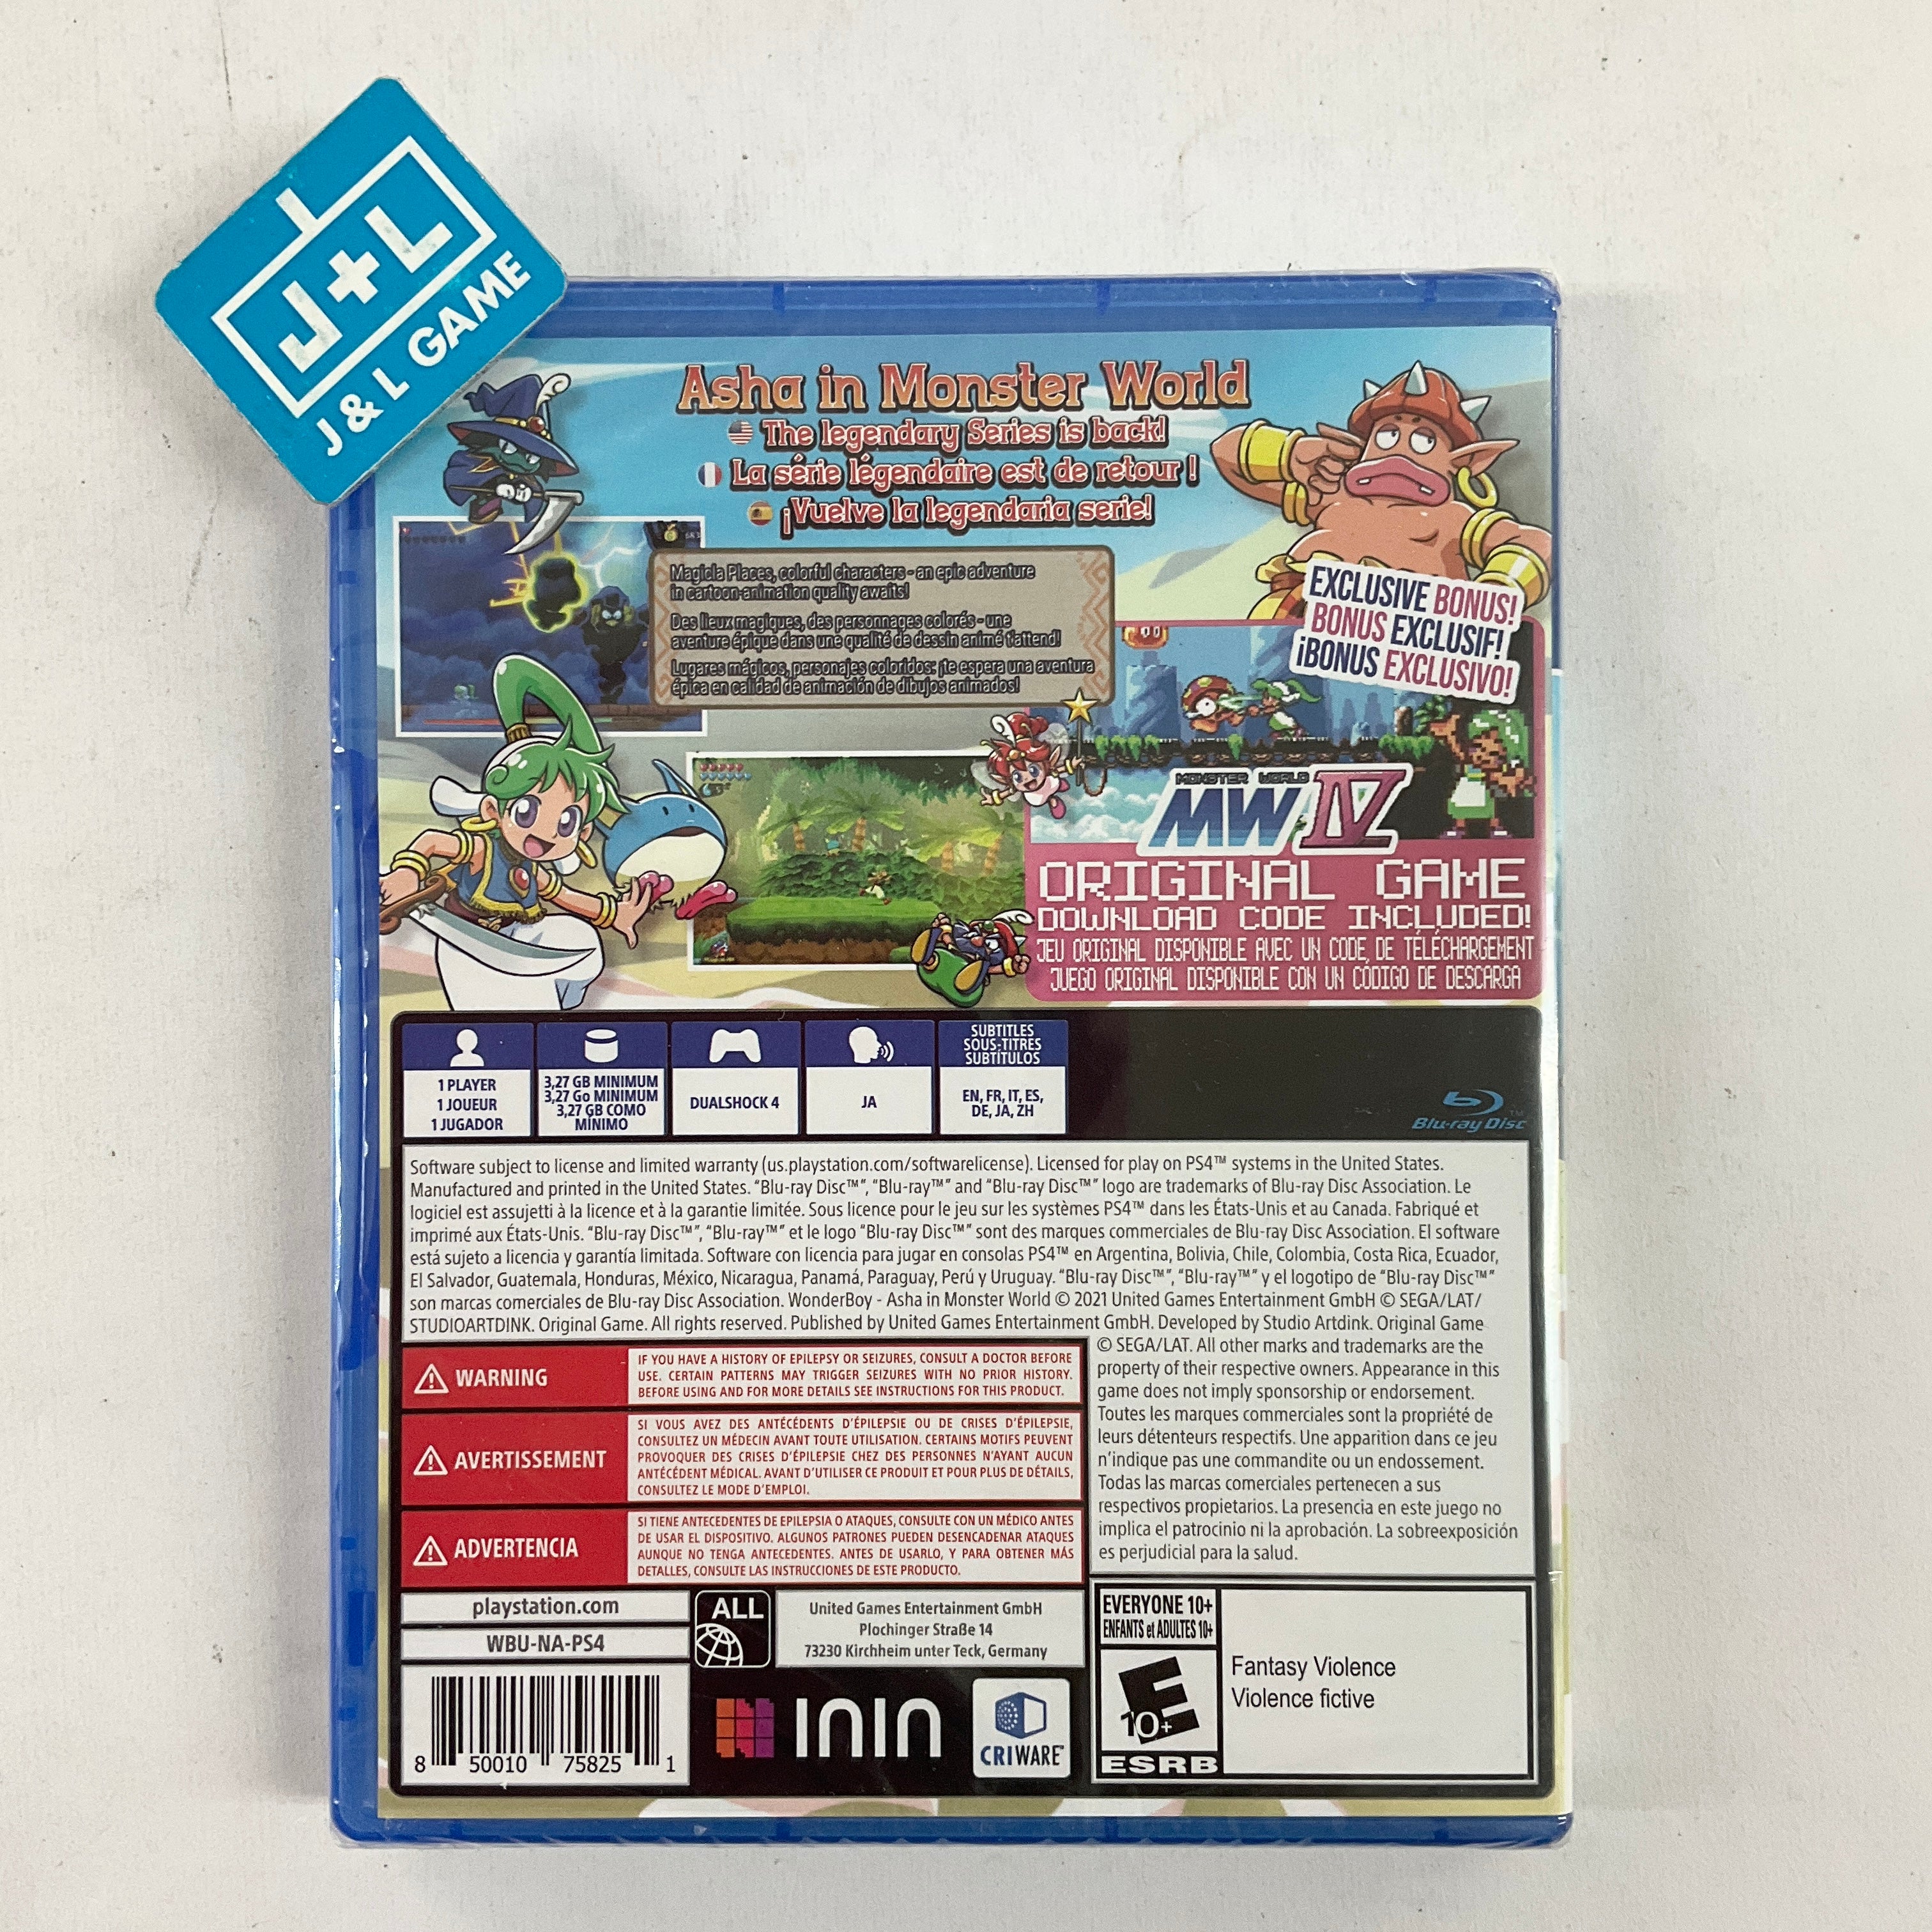 J+L
J & L GAME
Asha in Monster World
The legendary Series is back!
La série légendaire est de retour !
¡Vuelve la legendaria serie!
Magicla Places, colorful characters - an epic adventure
in cartoon-animation quality awaits!
Des lieux magiques, des personnages colorés - une
aventure épique dans une qualité de dessin animé t'attend!
Lugares mágicos, personajes coloridos: ¡te espera una aventura
épica en calidad de animación de dibujos animados!
EXCLUSIVE BONUS!
BONUS EXCLUSIF!
¡BONUS EXCLUSIVO!
MONSTER WORLD
MW IV
ORIGINAL GAME
DOWNLOAD CODE INCLUDED!
JEU ORIGINAL DISPONIBLE AVEC UN CODE DE TÉLÉCHARGEMENT
JUEGO ORIGINAL DISPONIBLE CON UN CÓDIGO DE DESCARGA
1 PLAYER
1 JOUEUR
1 JUGADOR
3,27 GB MINIMUM
3,27 Go MINIMUM
3,27 GB COMO
MÍNIMO
DUALSHOCK 4
JA
SUBTITLES
SOUS-TITRES
SUBTÍTULOS
EN, FR, IT, ES,
DE, JA, ZH
Blu-ray Disc™
Software subject to license and limited warranty (us.playstation.com/softwarelicense). Licensed for play on PS4™ systems in the United States.
Manufactured and printed in the United States. "Blu-ray Disc™", "Blu-ray™" and "Blu-ray Disc™" logo are trademarks of Blu-ray Disc Association. Le
logiciel est assujetti à la licence et à la garantie limitée. Sous licence pour le jeu sur les systèmes PS4™ dans les États-Unis et au Canada. Fabriqué et
imprimé aux États-Unis. "Blu-ray Disc™", "Blu-ray™" et le logo "Blu-ray Disc™" sont des marques commerciales de Blu-ray Disc Association. El software
está sujeto a licencia y garantía limitada. Software con licencia para jugar en consolas PS4™ en Argentina, Bolivia, Chile, Colombia, Costa Rica, Ecuador,
El Salvador, Guatemala, Honduras, México, Nicaragua, Panamá, Paraguay, Perú y Uruguay. "Blu-ray Disc™", "Blu-ray™" y el logotipo de "Blu-ray Disc™"
son marcas comerciales de Blu-ray Disc Association. WonderBoy - Asha in Monster World © 2021 United Games Entertainment GmbH © SEGA/LAT/
STUDIOARTDINK. Original Game. All rights reserved. Published by United Games Entertainment GmbH. Developed by Studio Artdink. Original Game
© SEGA/LAT. All other marks and trademarks are the
property of their respective owners. Appearance in this
game does not imply sponsorship or endorsement.
Toutes les marques commerciales sont la propriété de
leurs détenteurs respectifs. Une apparition dans ce jeu
n'indique pas une commandite ou un endossement.
Todas las marcas comerciales pertenecen a sus
respectivos propietarios. La presencia en este juego no
implica el patrocinio ni la aprobación. La sobreexposición
es perjudicial para la salud.
WARNING
IF YOU HAVE A HISTORY OF EPILEPSY OR SEIZURES, CONSULT A DOCTOR BEFORE
USE. CERTAIN PATTERNS MAY TRIGGER SEIZURES WITH NO PRIOR HISTORY.
BEFORE USING AND FOR MORE DETAILS SEE INSTRUCTIONS FOR THIS PRODUCT.
AVERTISSEMENT
SI VOUS AVEZ DES ANTÉCÉDENTS D'ÉPILEPSIE OU DE CRISES D'ÉPILEPSIE,
CONSULTEZ UN MÉDECIN AVANT TOUTE UTILISATION. CERTAINS MOTIFS PEUVENT
PROVOQUER DES CRISES D'ÉPILEPSIE CHEZ DES PERSONNES N'AYANT AUCUN
ANTÉCÉDENT MÉDICAL. AVANT D'UTILISER CE PRODUIT ET POUR PLUS DE DÉTAILS,
CONSULTEZ LE MODE D'EMPLOI.
ADVERTENCIA
SI TIENE ANTECEDENTES DE EPILEPSIA O ATAQUES, CONSULTE CON UN MÉDICO ANTES
DE USAR EL DISPOSITIVO. ALGUNOS PATRONES PUEDEN DESENCADENAR ATAQUES
AUNQUE NO TENGA ANTECEDENTES. ANTES DE USARLO, Y PARA OBTENER MÁS
DETALLES, CONSULTE LAS INSTRUCCIONES DE ESTE PRODUCTO.
playstation.com
WBU-NA-PS4
ALL
United Games Entertainment GmbH
Plochinger Straße 14
73230 Kirchheim unter Teck, Germany
8 50010 75825 1
ININ
CRIWARE™
EVERYONE 10+
ENFANTS et ADULTES 10+
E
10+
ESRB
Fantasy Violence
Violence fictive